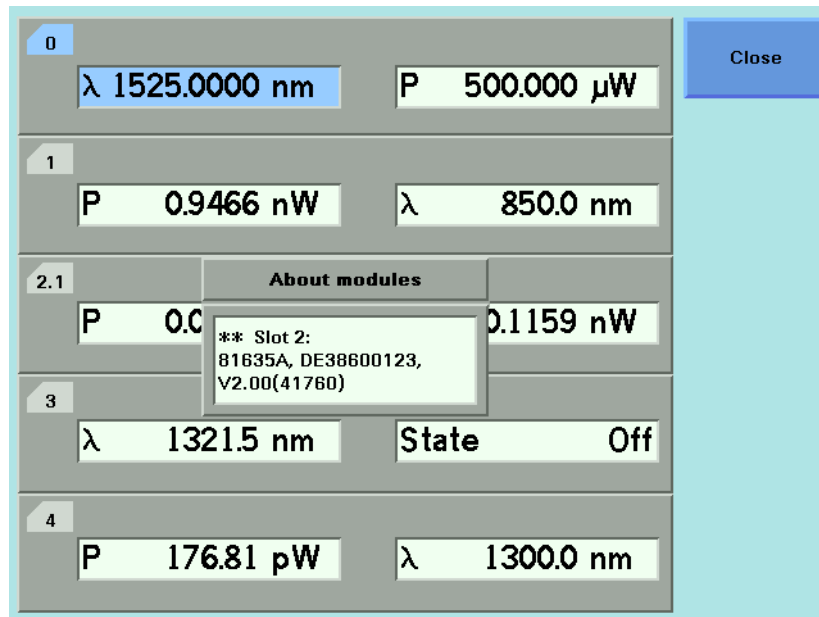 0
λ 1525.0000 nm P 500.000 µW
Close
1
P 0.9466 nW λ 850.0 nm
2.1
About modules
P 0.1159 nW
** Slot 2:
81635A, DE38600123,
V2.00(41760)
3
λ 1321.5 nm State Off
4
P 176.81 pW λ 1300.0 nm